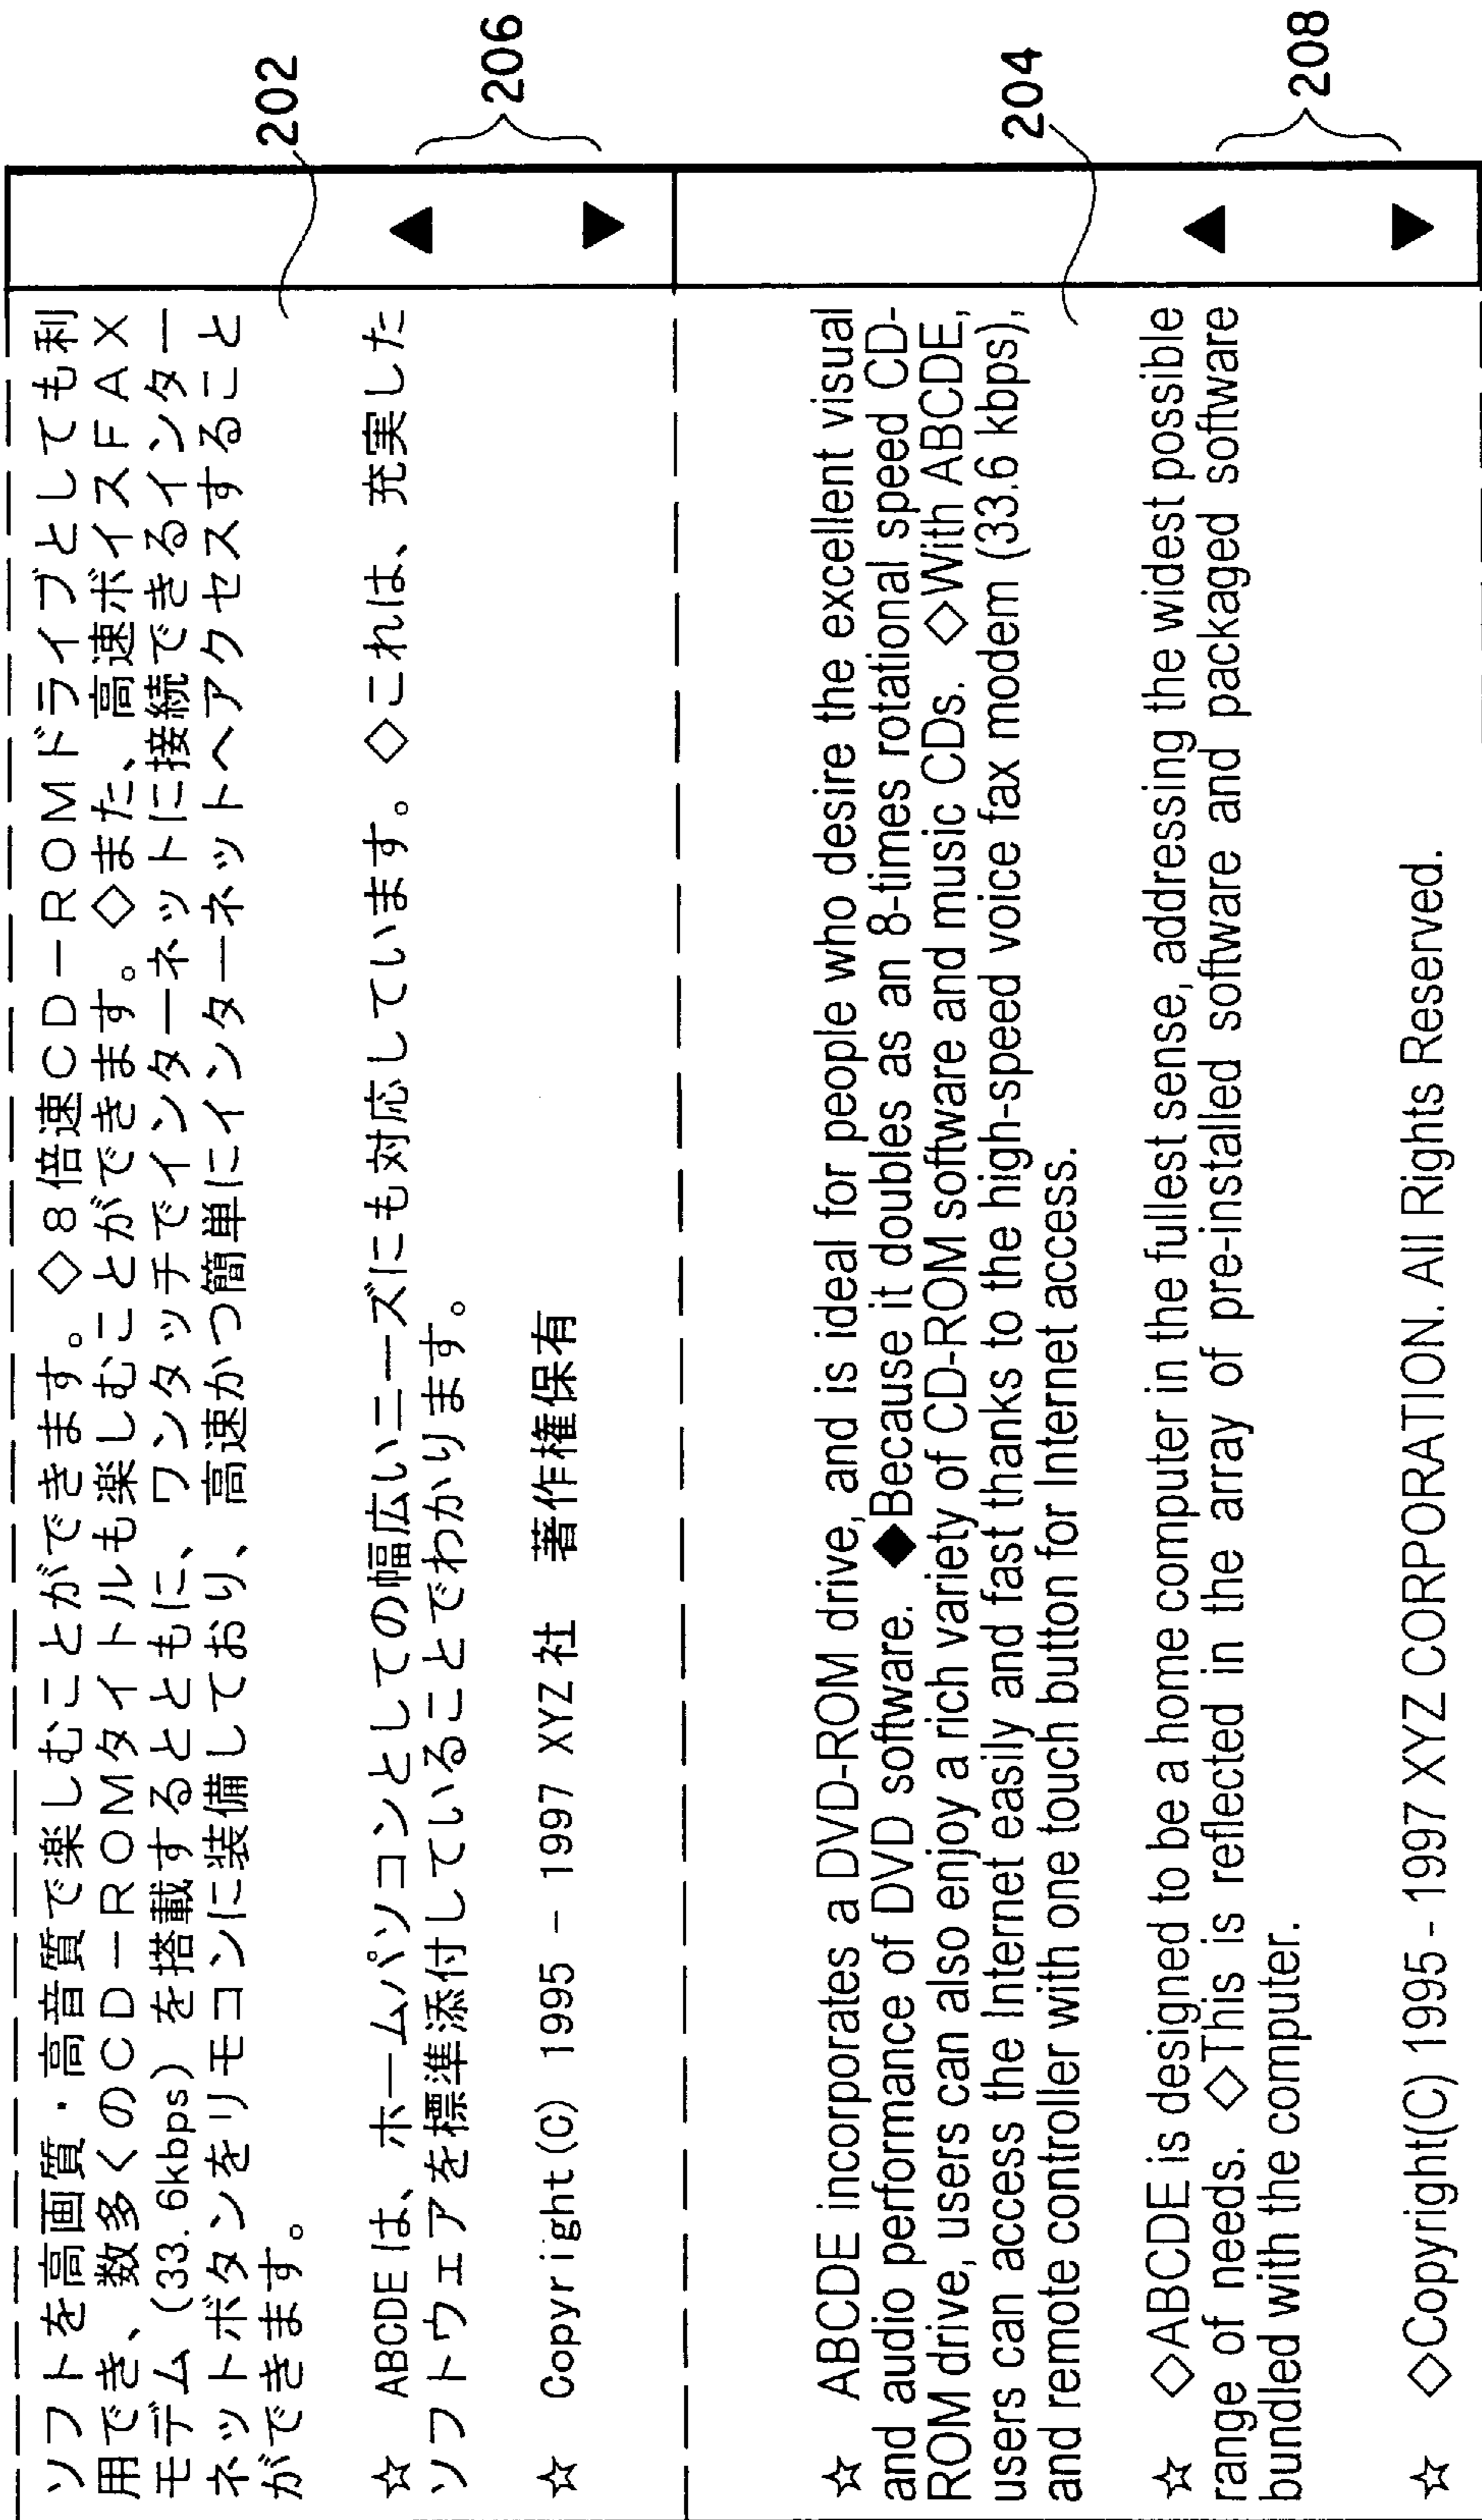 ソフトを高画質・高音質で楽しむことができます。◇8倍速CD－ROMドライブとしても利
用でき、数多くのCD－ROMタイトルも楽しむことができます。◇また、高速ボイスFAX
モデム（33.6kbps）を搭載するとともに、ワンタッチでインターネットに接続できるインター
ネットボタンをリモコンに装備しており、高速かつ簡単にインターネットへアクセスすること
ができます。
☆ ABCDEは、ホームパソコンとしての幅広いニーズにも対応しています。◇これは、充実した
ソフトウェアを標準添付していることでわかります。
☆ Copyright(C) 1995 - 1997 XYZ社 著作権保有
202
▲
▼
206
☆ ABCDE incorporates a DVD-ROM drive, and is ideal for people who desire the excellent visual
and audio performance of DVD software. ◆Because it doubles as an 8-times rotational speed CD-
ROM drive, users can also enjoy a rich variety of CD-ROM software and music CDs. ◇With ABCDE,
users can access the Internet easily and fast thanks to the high-speed voice fax modem (33.6 kbps),
and remote controller with one touch button for Internet access.
☆ ◇ABCDE is designed to be a home computer in the fullest sense, addressing the widest possible
range of needs. ◇This is reflected in the array of pre-installed software and packaged software
bundled with the computer.
☆ ◇Copyright(C) 1995 - 1997 XYZ CORPORATION. All Rights Reserved.
204
▲
▼
208